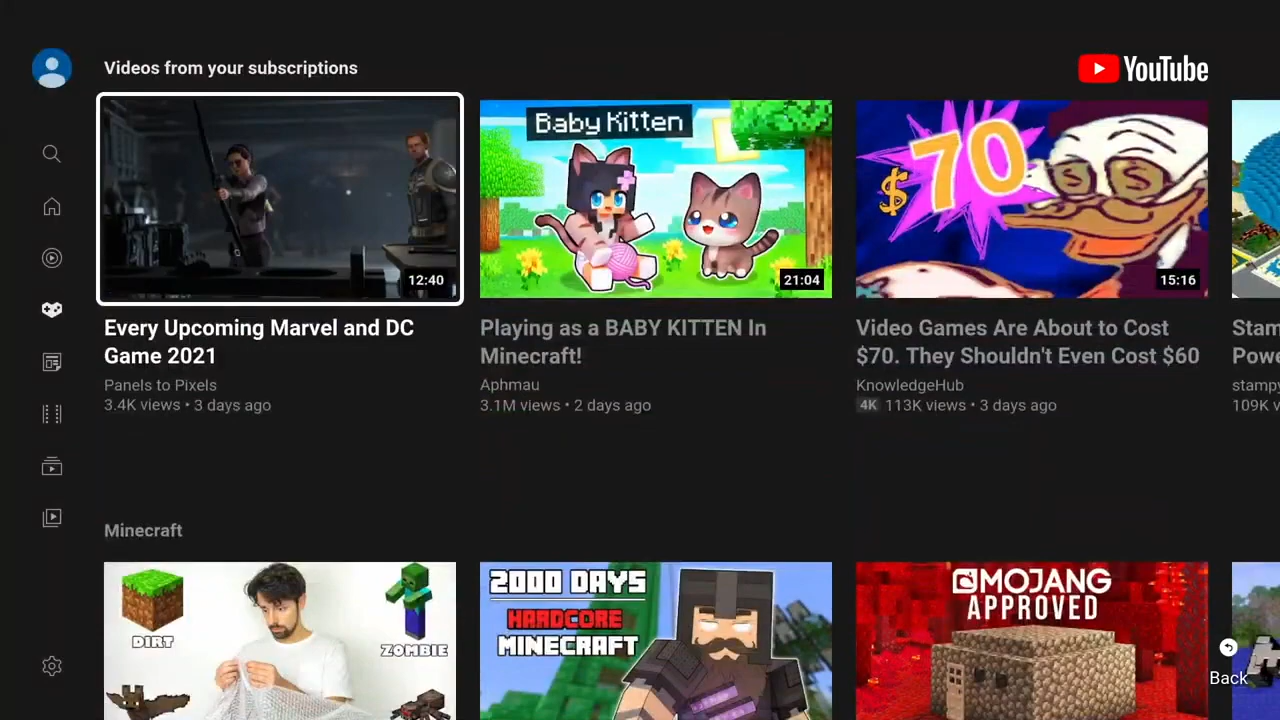 Videos from your subscriptions
YouTube
Baby Kitten
$70
12:40
21:04
15:16
Every Upcoming Marvel and DC
Game 2021
Panels to Pixels
3.4K views • 3 days ago
Playing as a BABY KITTEN In
Minecraft!
Aphmau
3.1M views • 2 days ago
Video Games Are About to Cost
$70. They Shouldn't Even Cost $60
KnowledgeHub
4K 113K views • 3 days ago
109K
Minecraft
DIRT
ZOMBIE
2000 DAYS
HARDCORE
MINECRAFT
MOJANG
APPROVED
Back